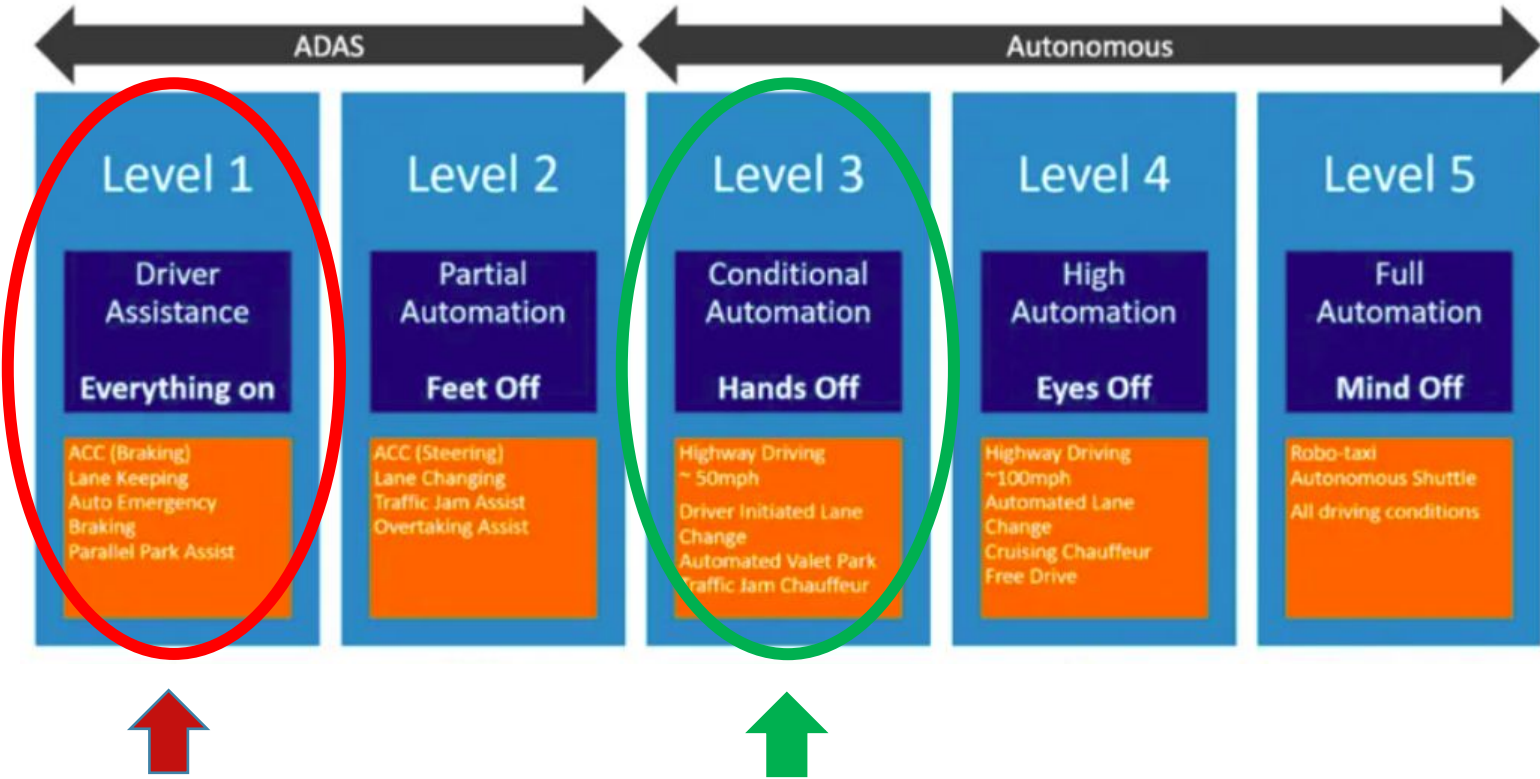 ADAS
Autonomous
Level 1
Driver
Assistance
Everything on
ACC (Braking)
Lane Keeping
Auto Emergency
Braking
Parallel Park Assist
Level 2
Partial
Automation
Feet Off
ACC (Steering)
Lane Changing
Traffic Jam Assist
Overtaking Assist
Level 3
Conditional
Automation
Hands Off
Highway Driving
~ 50mph
Driver Initiated Lane
Change
Automated Valet Park
Traffic Jam Chauffeur
Level 4
High
Automation
Eyes Off
Highway Driving
~100mph
Automated Lane
Change
Cruising Chauffeur
Free Drive
Level 5
Full
Automation
Mind Off
Robo-taxi
Autonomous Shuttle
All driving conditions